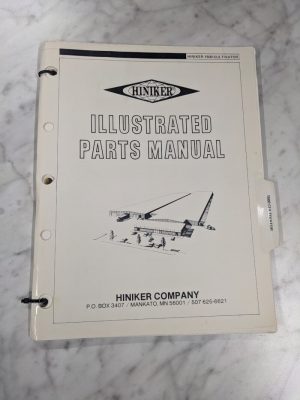 HINIKER
ILLUSTRATED
PARTS MANUAL
HINIKER COMPANY
P.O. BOX 3407 / MANKATO, MN 56001 / 507 625-6621